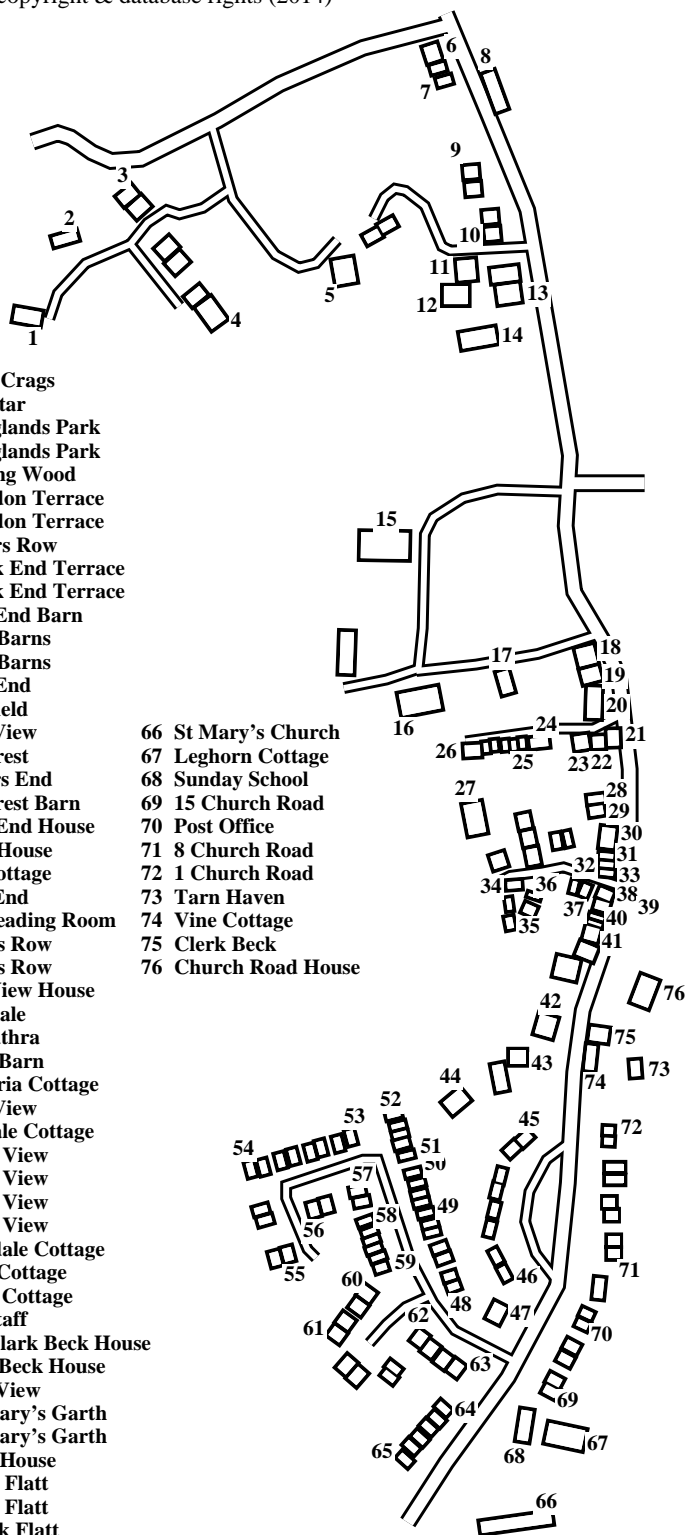 copyright & database rights (2014)
6
8
7
9
3
2
10
11
5
13
12
4
1
14
Crags
tar
glands Park
glands Park
ng Wood
don Terrace
don Terrace
rs Row
k End Terrace
k End Terrace
End Barn
Barns
Barns
End
ield
View
rest
rs End
rest Barn
End House
House
ottage
End
eading Room
s Row
s Row
View House
ale
thra
Barn
ria Cottage
View
ale Cottage
View
View
View
View
dale Cottage
Cottage
Cottage
taff
lark Beck House
Beck House
View
ary's Garth
ary's Garth
House
Flatt
Flatt
k Flatt
66 St Mary's Church
67 Leghorn Cottage
68 Sunday School
69 15 Church Road
70 Post Office
71 8 Church Road
72 1 Church Road
73 Tarn Haven
74 Vine Cottage
75 Clerk Beck
76 Church Road House
15
17
18
19
20
16
24
21
26
25
23
22
27
28
29
30
31
32
33
34
36
37
38
39
35
40
41
76
42
75
43
74
73
44
52
53
45
72
54
51
50
57
49
58
56
59
55
71
46
60
48
47
62
61
70
63
69
64
65
68
67
66